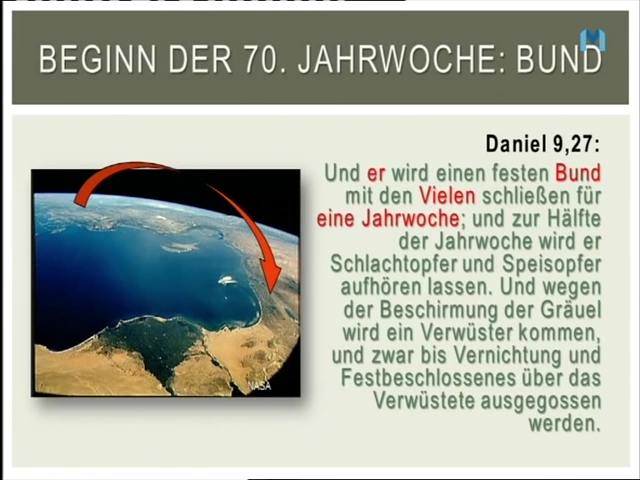 BEGINN DER 70. JAHRWOCHE: BUND
Daniel 9,27:
Und er wird einen festen Bund
mit den Vielen schließen für
eine Jahrwoche; und zur Hälfte
der Jahrwoche wird er
Schlachtopfer und Speisopfer
aufhören lassen. Und wegen
der Beschirmung der Gräuel
wird ein Verwüster kommen,
und zwar bis Vernichtung und
Festbeschlossenes über das
Verwüstete ausgegossen
werden.
NASA